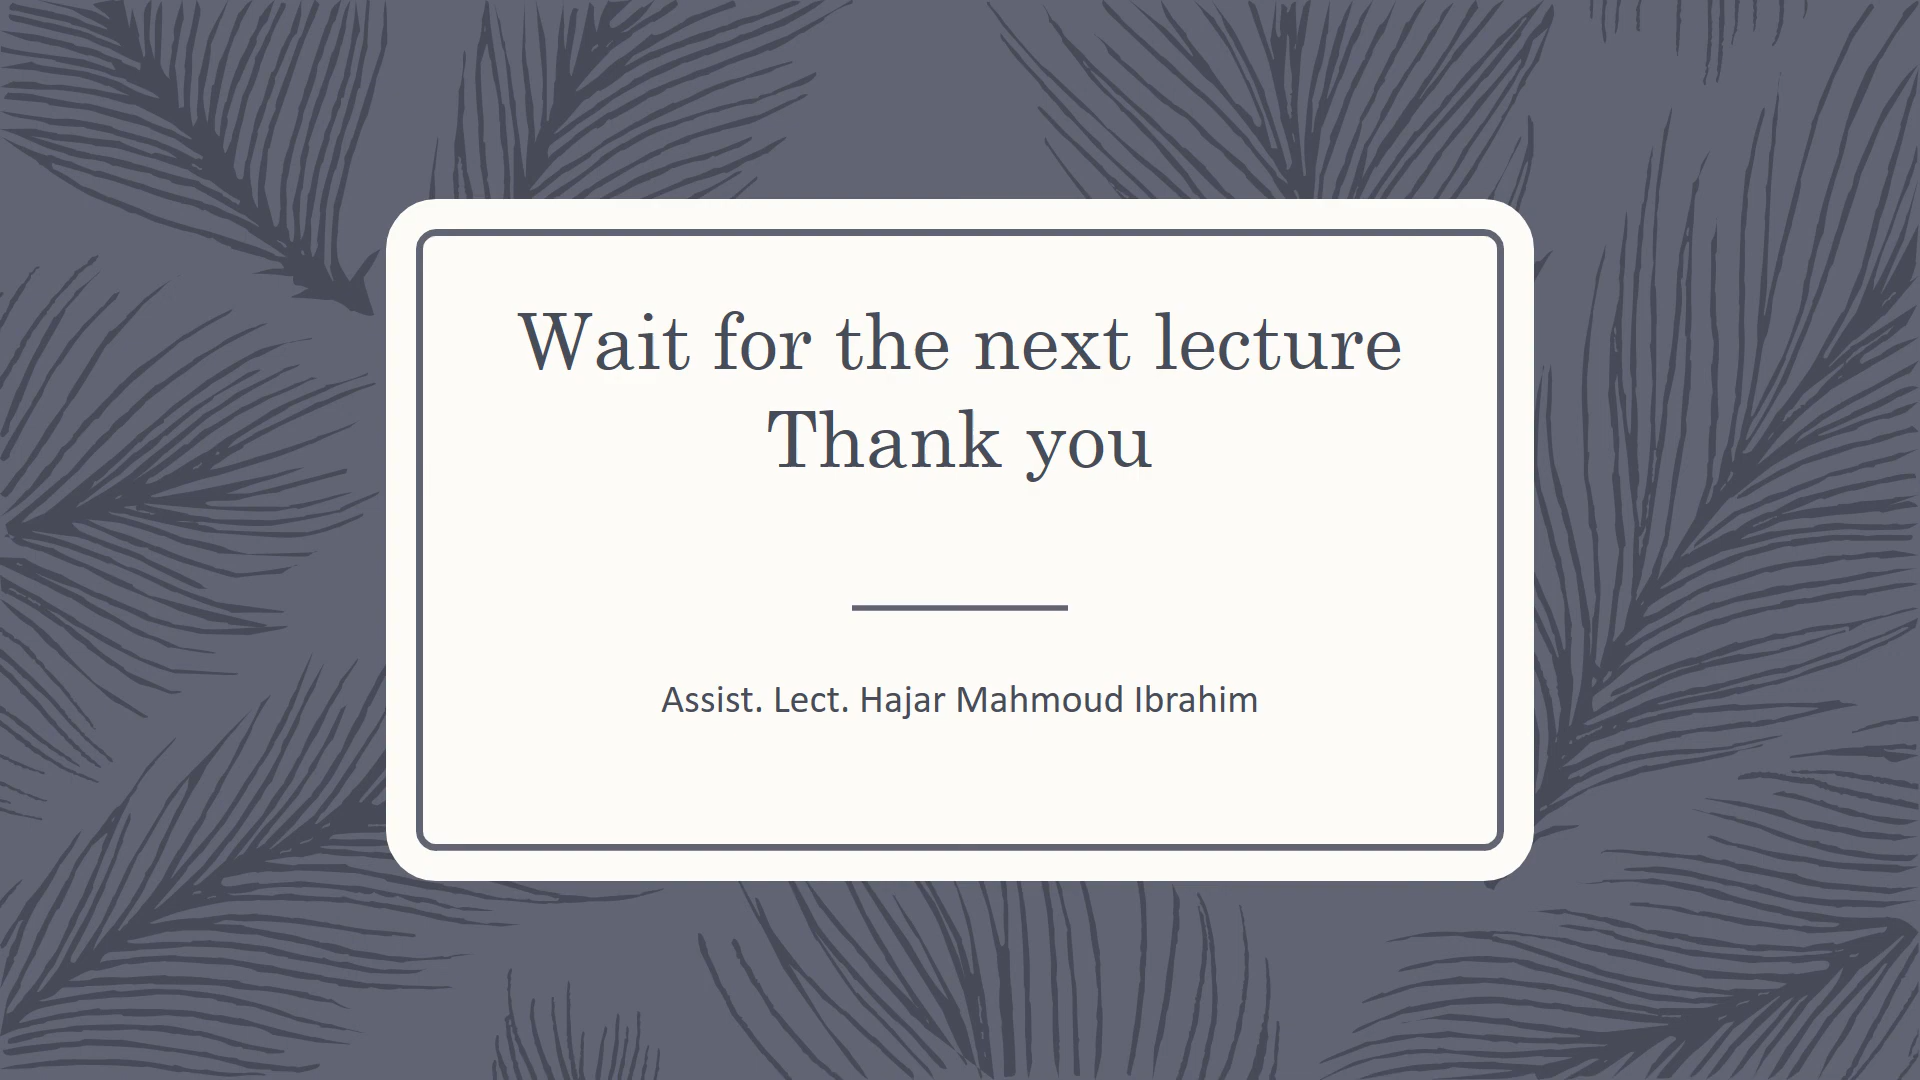 Wait for the next lecture
Thank you
Assist. Lect. Hajar Mahmoud Ibrahim